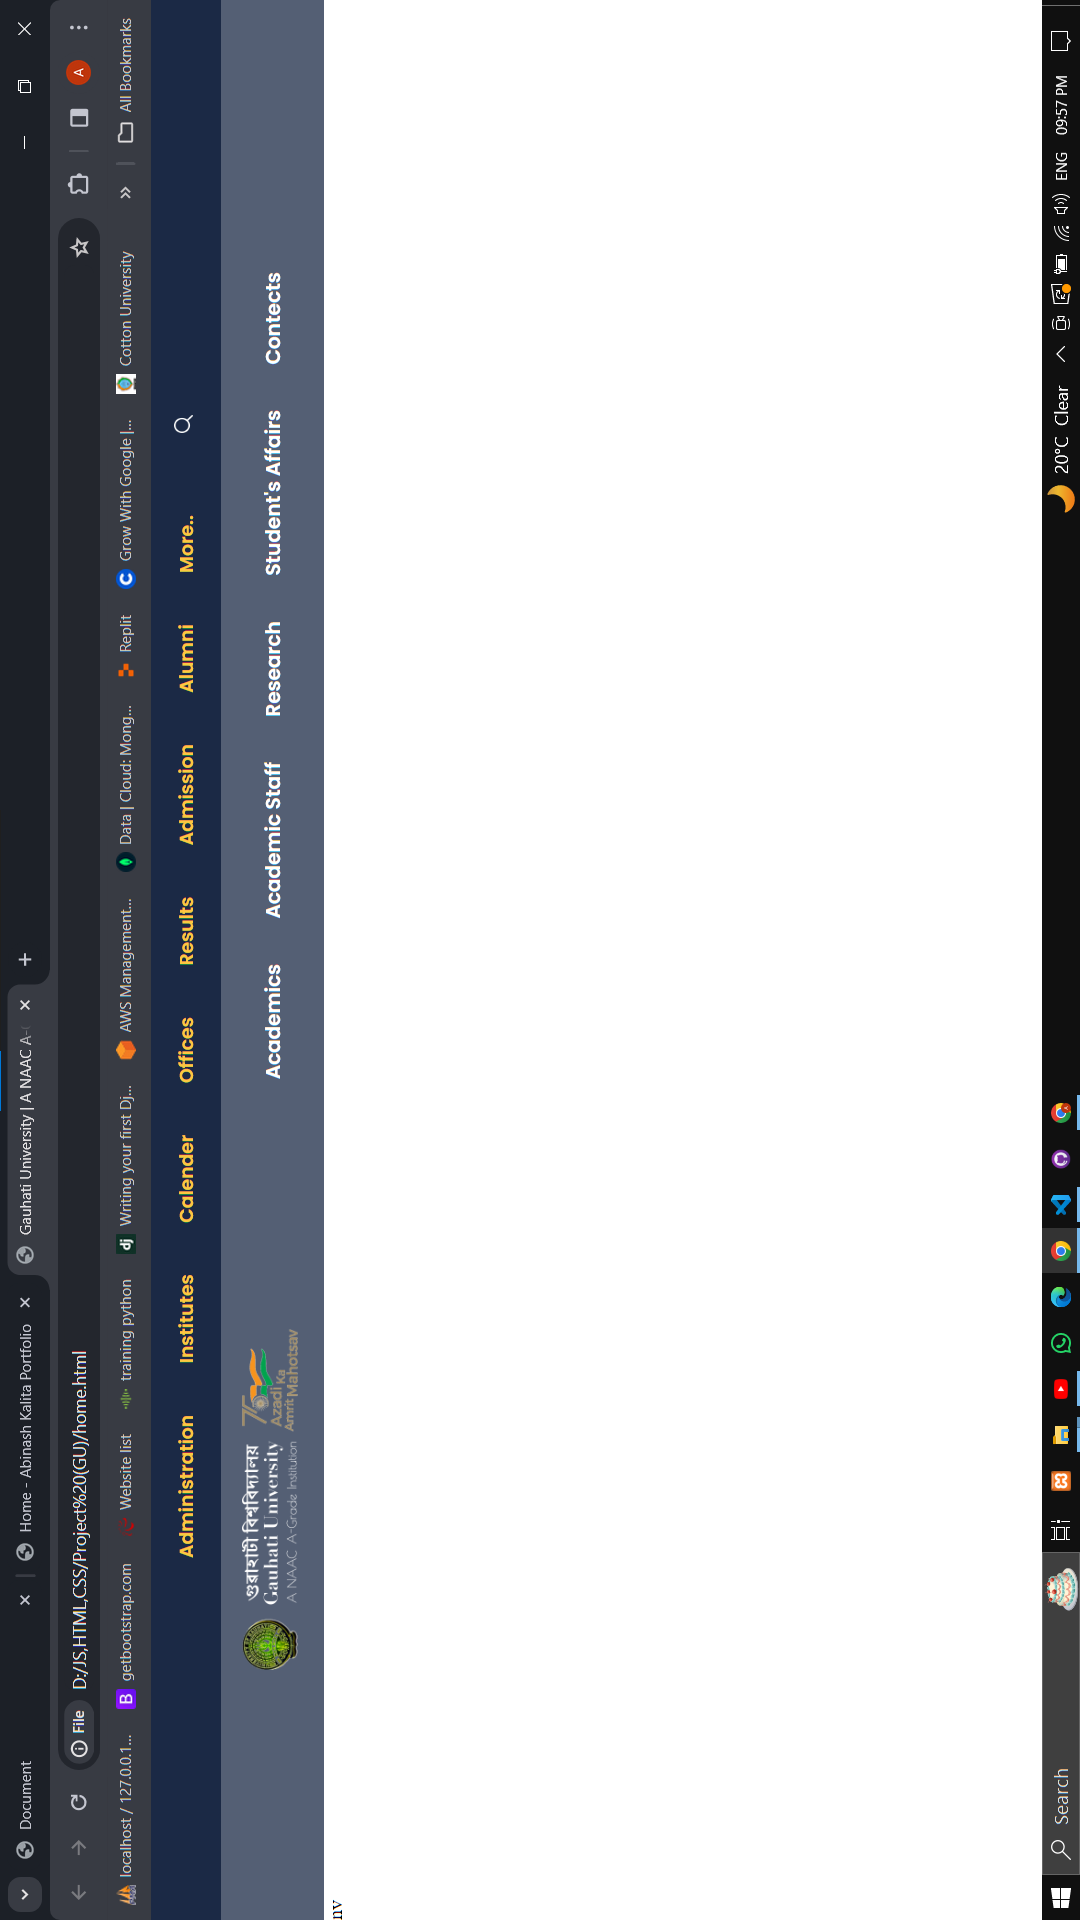 Document
Home - Abinash Kalita Portfolio
Gauhati University | A NAAC A-
File D:/JS,HTML,CSS/Project%20(GU)/home.html
A
localhost / 127.0.0.1... getbootstrap.com Website list training python Writing your first Dj... AWS Management... Data | Cloud: Mong... Replit Grow With Google |... Cotton University » All Bookmarks
Administration Institutes Calender Offices Results Admission Alumni More..
গুৱাহাটী বিশ্ববিদ্যালয়
Gauhati University
A NAAC A-Grade Institution
75
Azadi Ka
Amrit Mahotsav
Academics Academic Staff Research Student's Affairs Contects
nv
Search
20°C Clear
ENG 09:57 PM